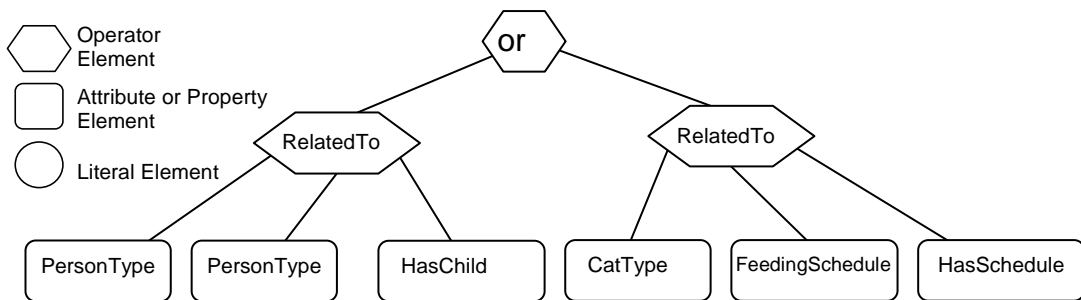 Operator
Element
Attribute or Property
Element
Literal Element
or
RelatedTo
RelatedTo
PersonType
PersonType
HasChild
CatType
FeedingSchedule
HasSchedule